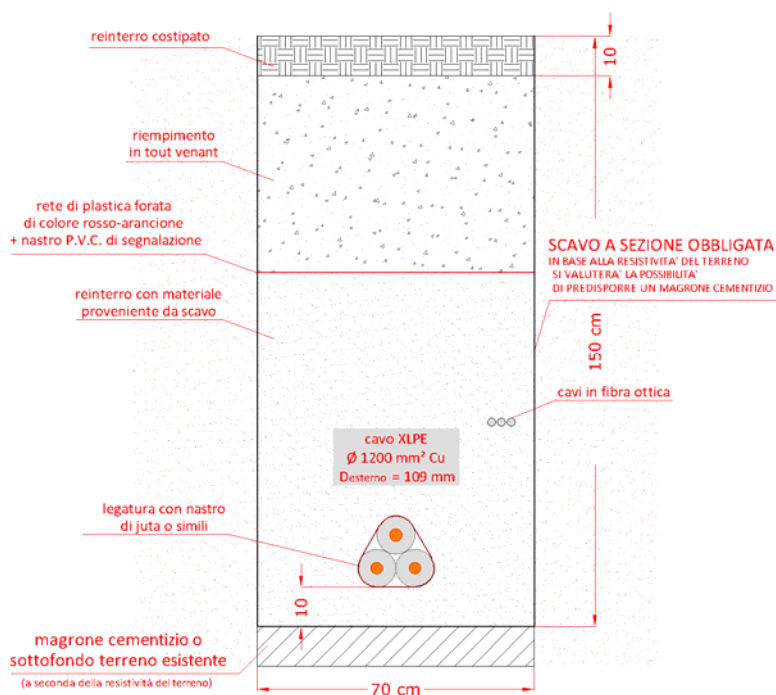 reinterro costipato
10
riempimento
in tout venant
rete di plastica forata
di colore rosso-arancione
+ nastro P.V.C. di segnalazione
SCAVO A SEZIONE OBBLIGATA
IN BASE ALLA RESISTIVITA' DEL TERRENO
SI VALUTERA' LA POSSIBILITA'
DI PREDISPORRE UN MAGRONE CEMENTIZIO
reinterro con materiale
proveniente da scavo
150 cm
cavi in fibra ottica
cavo XLPE
Ø 1200 mm² Cu
Desterno = 109 mm
legatura con nastro
di juta o simili
10
magrone cementizio o
sottofondo terreno esistente
(a seconda della resistività del terreno)
70 cm